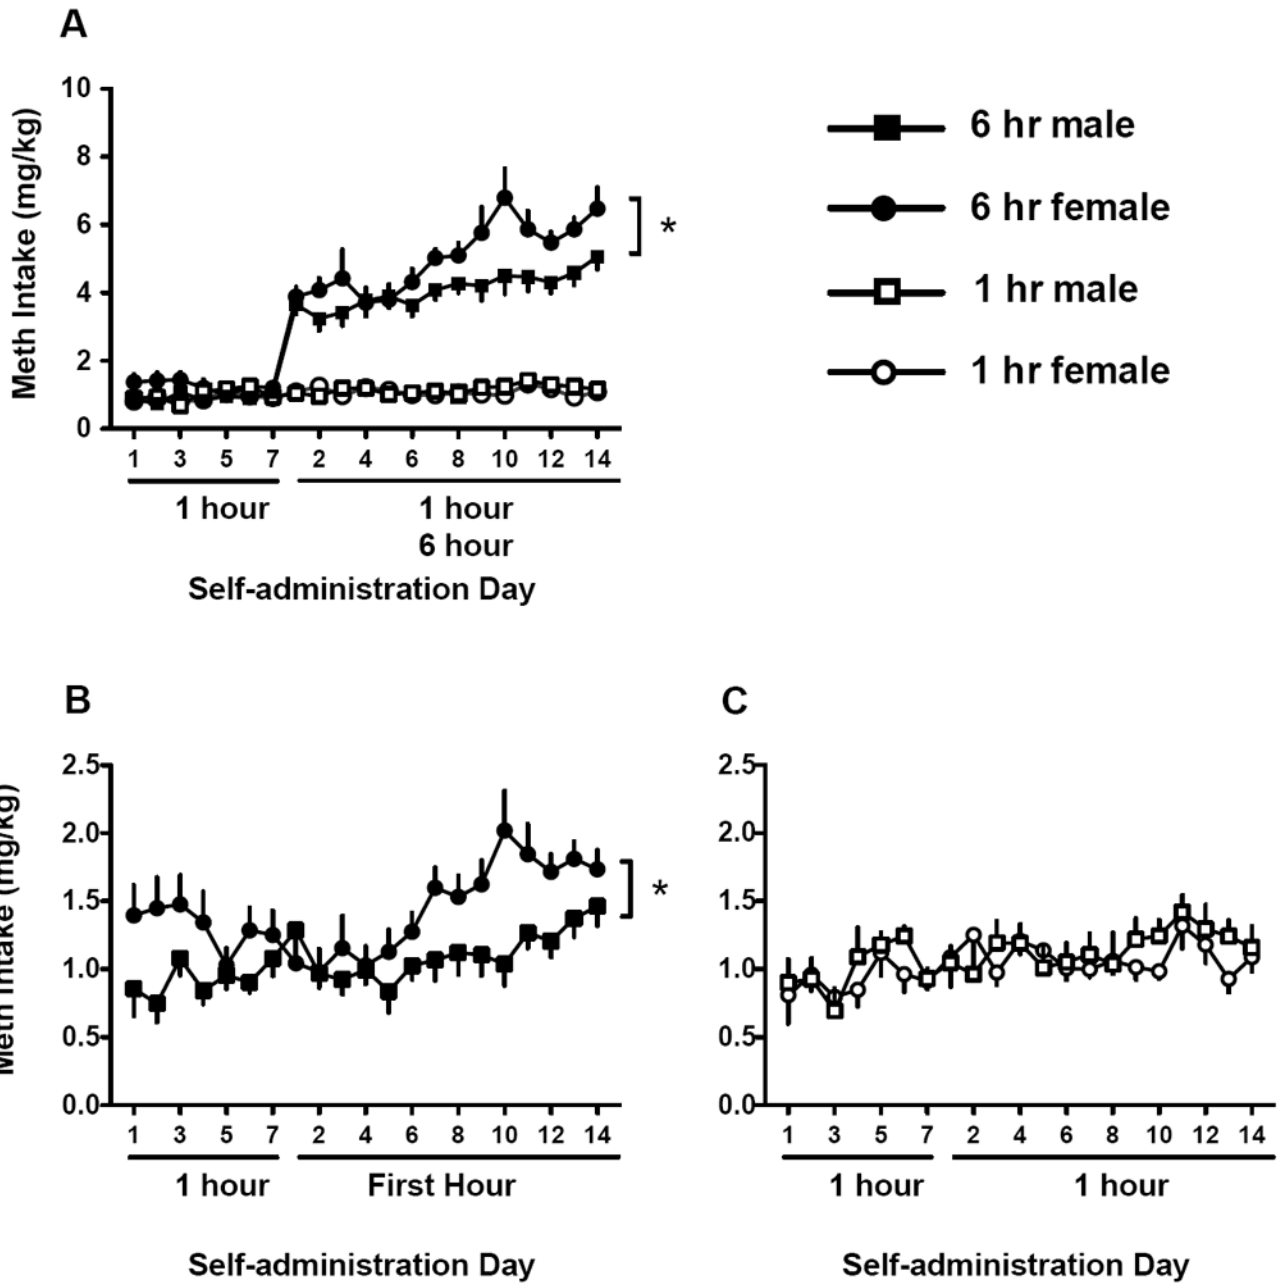 A
10
8
6
4
2
0
Meth Intake (mg/kg)
*
1 3 5 7 2 4 6 8 10 12 14
1 hour 1 hour
6 hour
Self-administration Day
6 hr male
6 hr female
1 hr male
1 hr female
B
2.5
2.0
1.5
1.0
0.5
0.0
Meth Intake (mg/kg)
*
1 3 5 7 2 4 6 8 10 12 14
1 hour First Hour
Self-administration Day
C
2.5
2.0
1.5
1.0
0.5
0.0
1 3 5 7 2 4 6 8 10 12 14
1 hour 1 hour
Self-administration Day